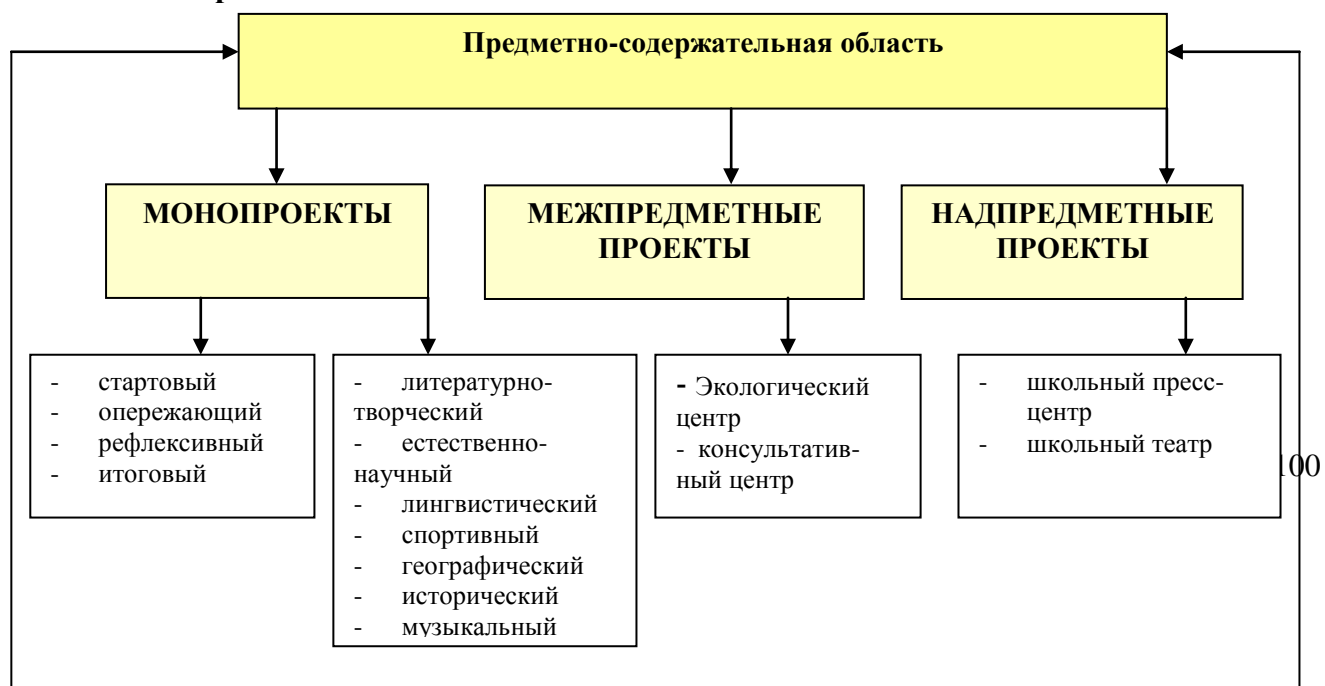 Предметно-содержательная область
МОНОПРОЕКТЫ
МЕЖПРЕДМЕТНЫЕ
ПРОЕКТЫ
НАДПРЕДМЕТНЫЕ
ПРОЕКТЫ
- стартовый
- опережающий
- рефлексивный
- итоговый
- литературно-
творческий
- естественно-
научный
- лингвистический
- спортивный
- географический
- исторический
- музыкальный
- Экологический
центр
- консультатив-
ный центр
- школьный пресс-
центр
- школьный театр
100